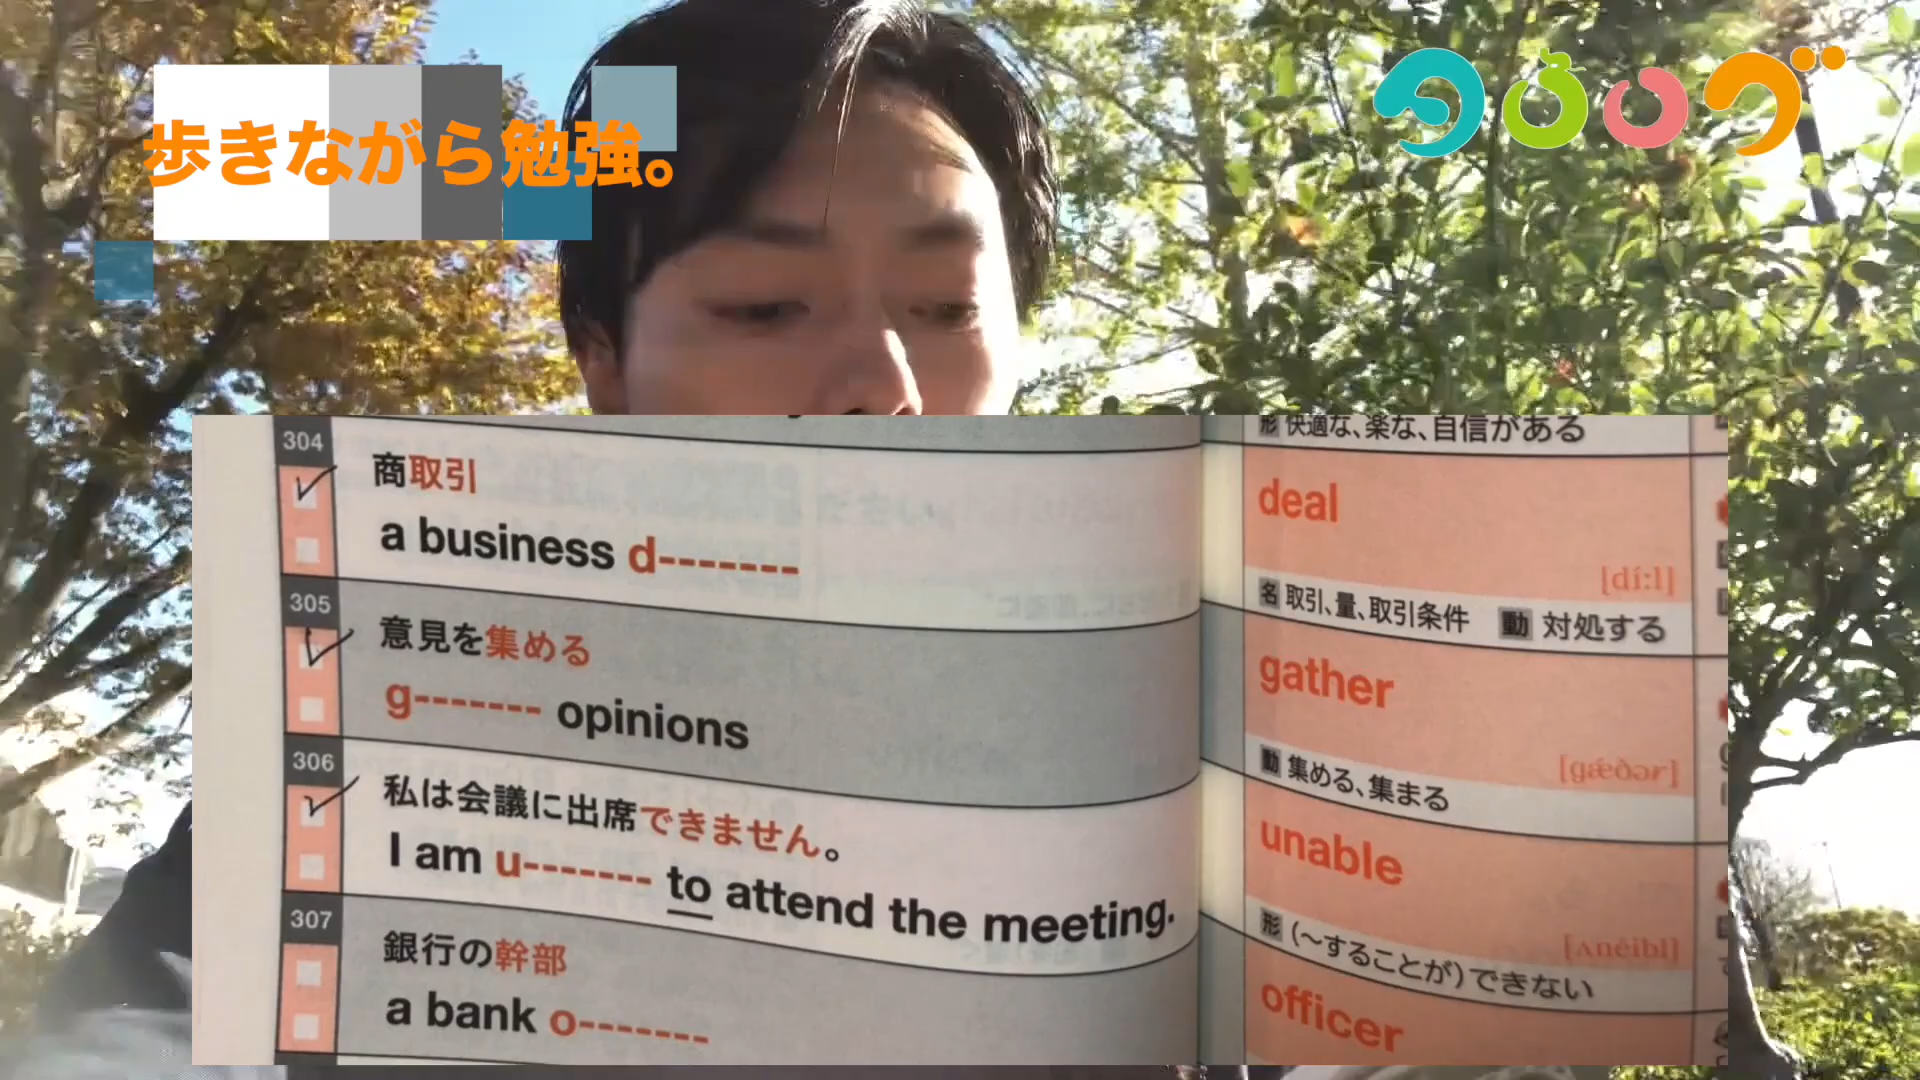 歩きながら勉強。
タロログ
304
商取引
a business d-------
305
意見を集める
g------- opinions
306
私は会議に出席できません。
I am u------- to attend the meeting.
307
銀行の幹部
a bank o-------
形 快適な、楽な、自信がある
deal
[díːl]
名 取引、量、取引条件 動 対処する
gather
[gǽðər]
動 集める、集まる
unable
[ʌnéibl]
形 (〜することが)できない
officer